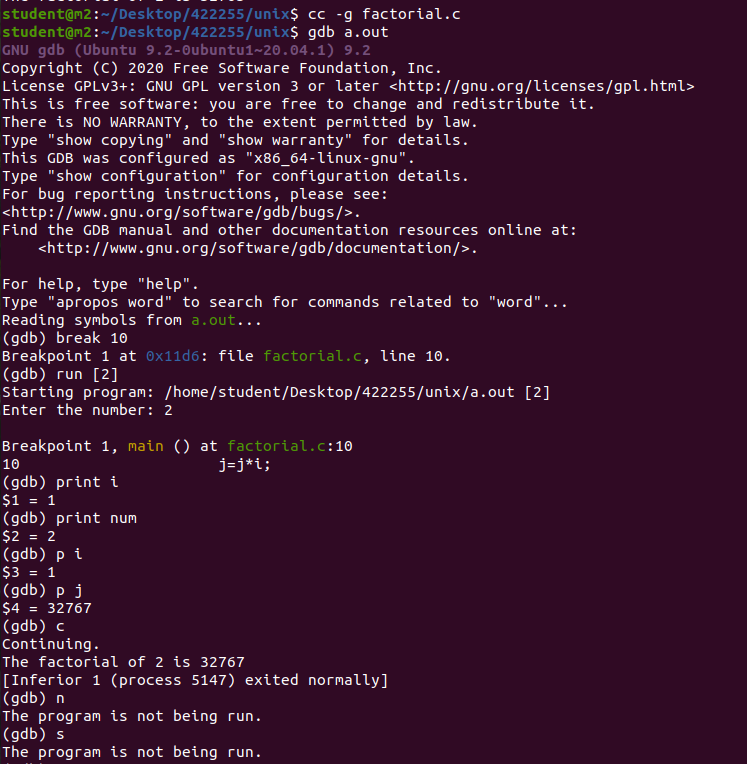 student@m2:~/Desktop/422255/unix$ cc -g factorial.c
student@m2:~/Desktop/422255/unix$ gdb a.out
GNU gdb (Ubuntu 9.2-0ubuntu1~20.04.1) 9.2
Copyright (C) 2020 Free Software Foundation, Inc.
License GPLv3+: GNU GPL version 3 or later <http://gnu.org/licenses/gpl.html>
This is free software: you are free to change and redistribute it.
There is NO WARRANTY, to the extent permitted by law.
Type "show copying" and "show warranty" for details.
This GDB was configured as "x86_64-linux-gnu".
Type "show configuration" for configuration details.
For bug reporting instructions, please see:
<http://www.gnu.org/software/gdb/bugs/>.
Find the GDB manual and other documentation resources online at:
    <http://www.gnu.org/software/gdb/documentation/>.

For help, type "help".
Type "apropos word" to search for commands related to "word"...
Reading symbols from a.out...
(gdb) break 10
Breakpoint 1 at 0x11d6: file factorial.c, line 10.
(gdb) run [2]
Starting program: /home/student/Desktop/422255/unix/a.out [2]
Enter the number: 2

Breakpoint 1, main () at factorial.c:10
10                      j=j*i;
(gdb) print i
$1 = 1
(gdb) print num
$2 = 2
(gdb) p i
$3 = 1
(gdb) p j
$4 = 32767
(gdb) c
Continuing.
The factorial of 2 is 32767
[Inferior 1 (process 5147) exited normally]
(gdb) n
The program is not being run.
(gdb) s
The program is not being run.